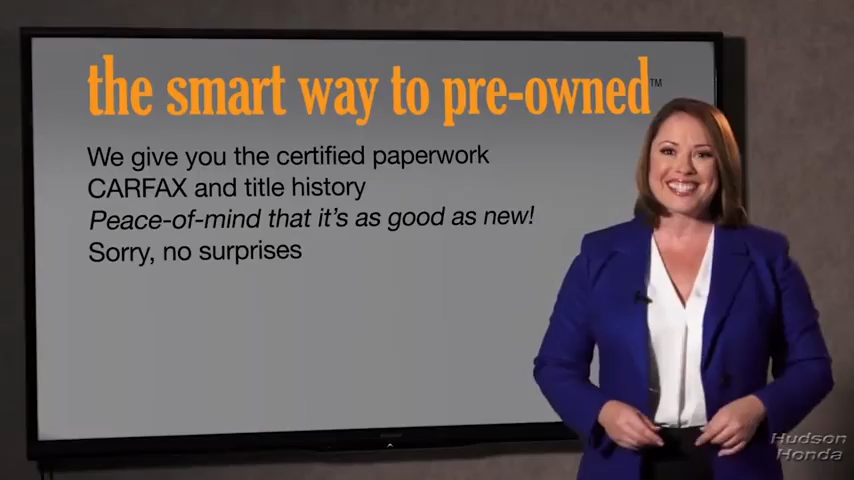 the smart way to pre-owned™
We give you the certified paperwork
CARFAX and title history
Peace-of-mind that it's as good as new!
Sorry, no surprises
Hudson
Honda